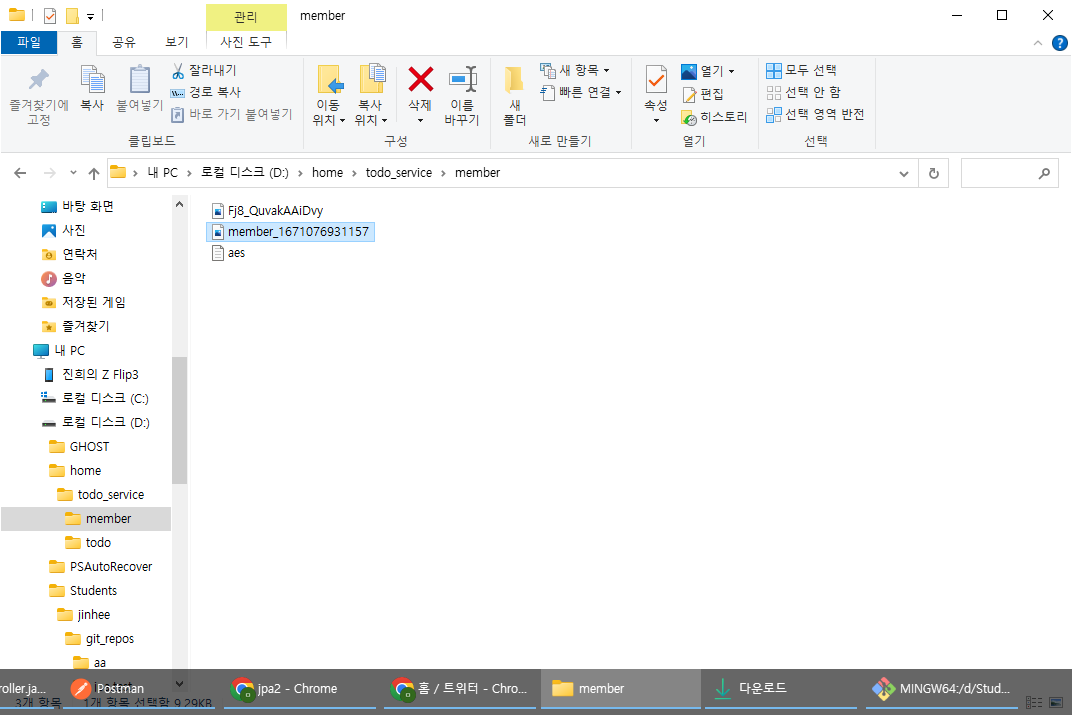 관리
member
파일
홈
공유
보기
사진 도구
즐겨찾기에
고정
복사
붙여넣기
잘라내기
경로 복사
바로 가기 붙여넣기
클립보드
이동
위치
복사
위치
삭제
이름
바꾸기
구성
새
폴더
새 항목
빠른 연결
새로 만들기
속성
열기
편집
히스토리
열기
모두 선택
선택 안 함
선택 영역 반전
선택
내 PC
로컬 디스크 (D:)
home
todo_service
member
바탕 화면
사진
연락처
음악
저장된 게임
즐겨찾기
내 PC
진희의 Z Flip3
로컬 디스크 (C:)
로컬 디스크 (D:)
GHOST
home
todo_service
member
todo
PSAutoRecover
Students
jinhee
git_repos
aa
Fj8_QuvakAAiDvy
member_1671076931157
aes
3개 항목
1개 항목 선택함 9.29KB
roller.ja...
Postman
jpa2 - Chrome
홈 / 트위터 - Chro...
member
다운로드
MINGW64:/d/Stud...